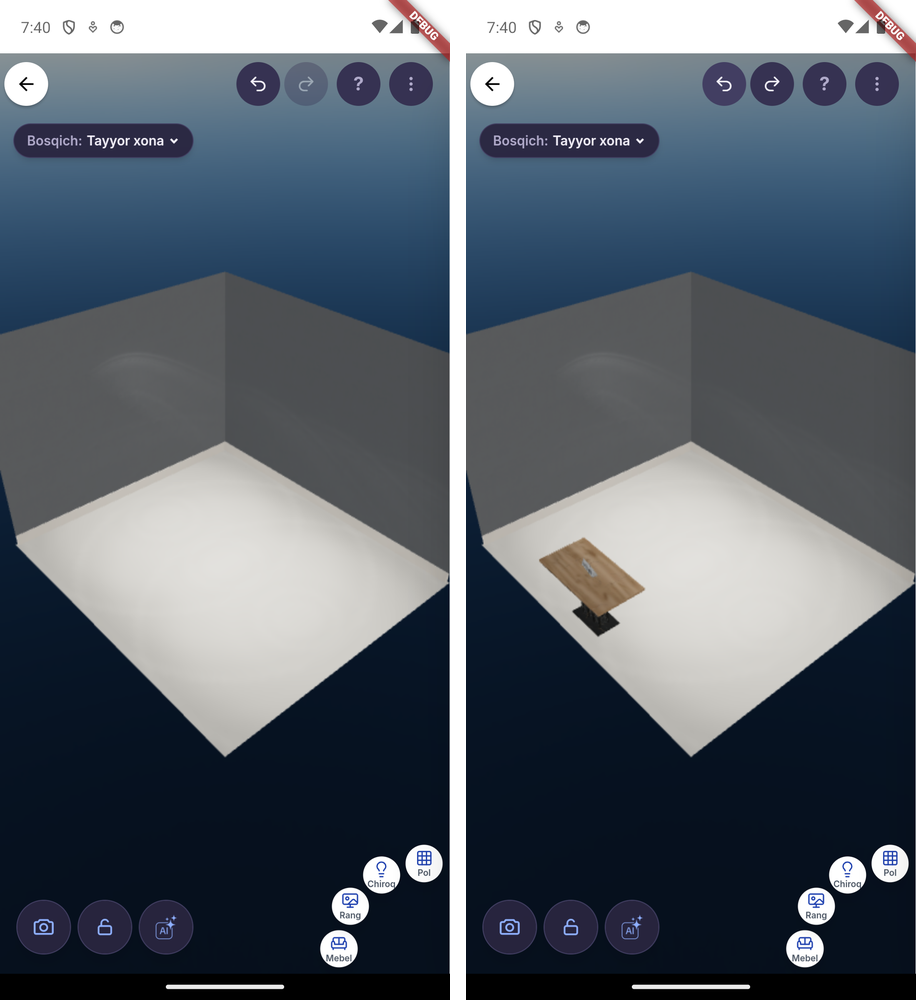 7:40
DEBUG
?
Bosqich: Tayyor xona
Pol
Chiroq
Rang
AI
Mebel
7:40
DEBUG
?
Bosqich: Tayyor xona
Pol
Chiroq
Rang
AI
Mebel